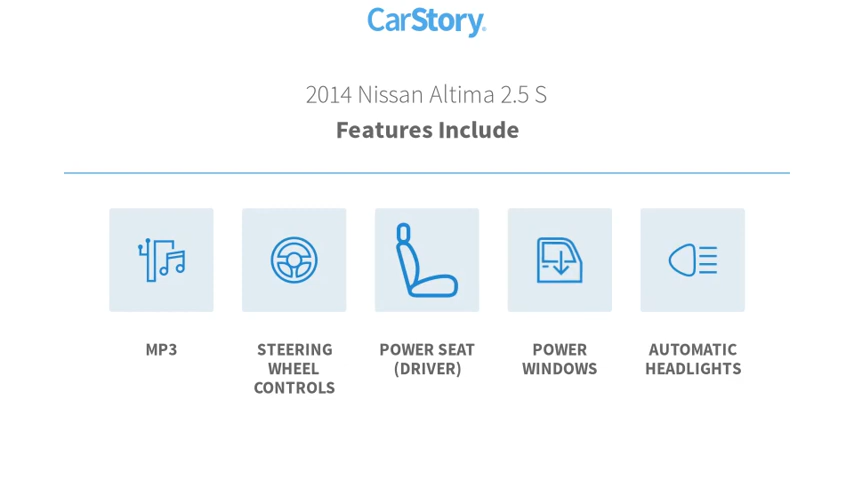 CarStory®
2014 Nissan Altima 2.5 S
Features Include
MP3
STEERING
WHEEL
CONTROLS
POWER SEAT
(DRIVER)
POWER
WINDOWS
AUTOMATIC
HEADLIGHTS